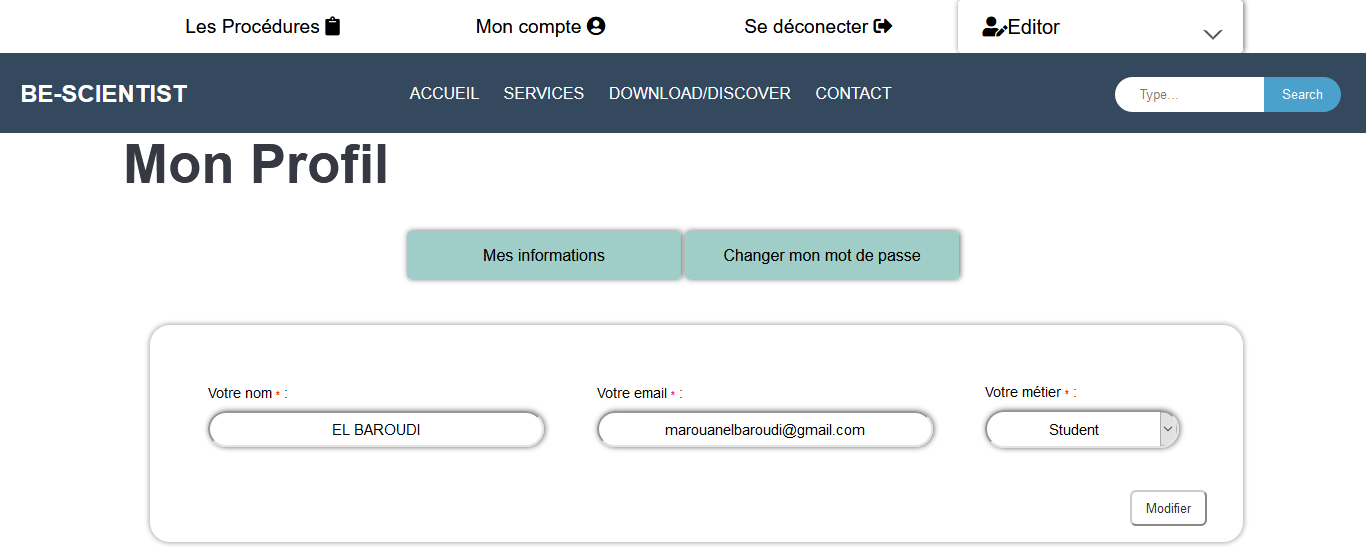 Les Procédures
Mon compte
Se déconecter
Editor
BE-SCIENTIST
ACCUEIL SERVICES DOWNLOAD/DISCOVER CONTACT
Type...
Search
Mon Profil
Mes informations
Changer mon mot de passe
Votre nom * :
EL BAROUDI
Votre email * :
marouanelbaroudi@gmail.com
Votre métier * :
Student
Modifier